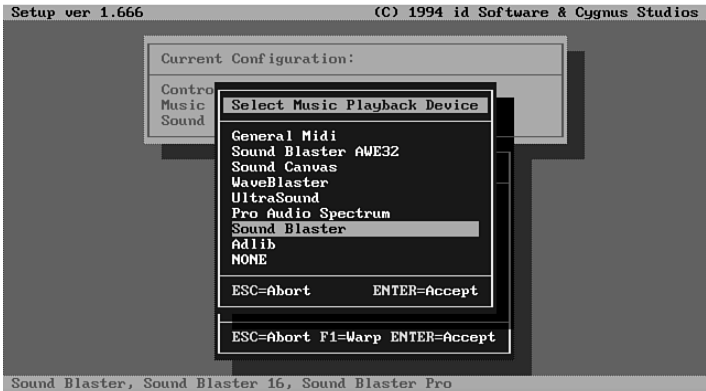 Setup ver 1.666 (C) 1994 id Software & Cygnus Studios
Current Configuration:
Contro
Music
Sound
Select Music Playback Device
General Midi
Sound Blaster AWE32
Sound Canvas
WaveBlaster
UltraSound
Pro Audio Spectrum
Sound Blaster
Adlib
NONE
ESC=Abort ENTER=Accept
ESC=Abort F1=Warp ENTER=Accept
Sound Blaster, Sound Blaster 16, Sound Blaster Pro